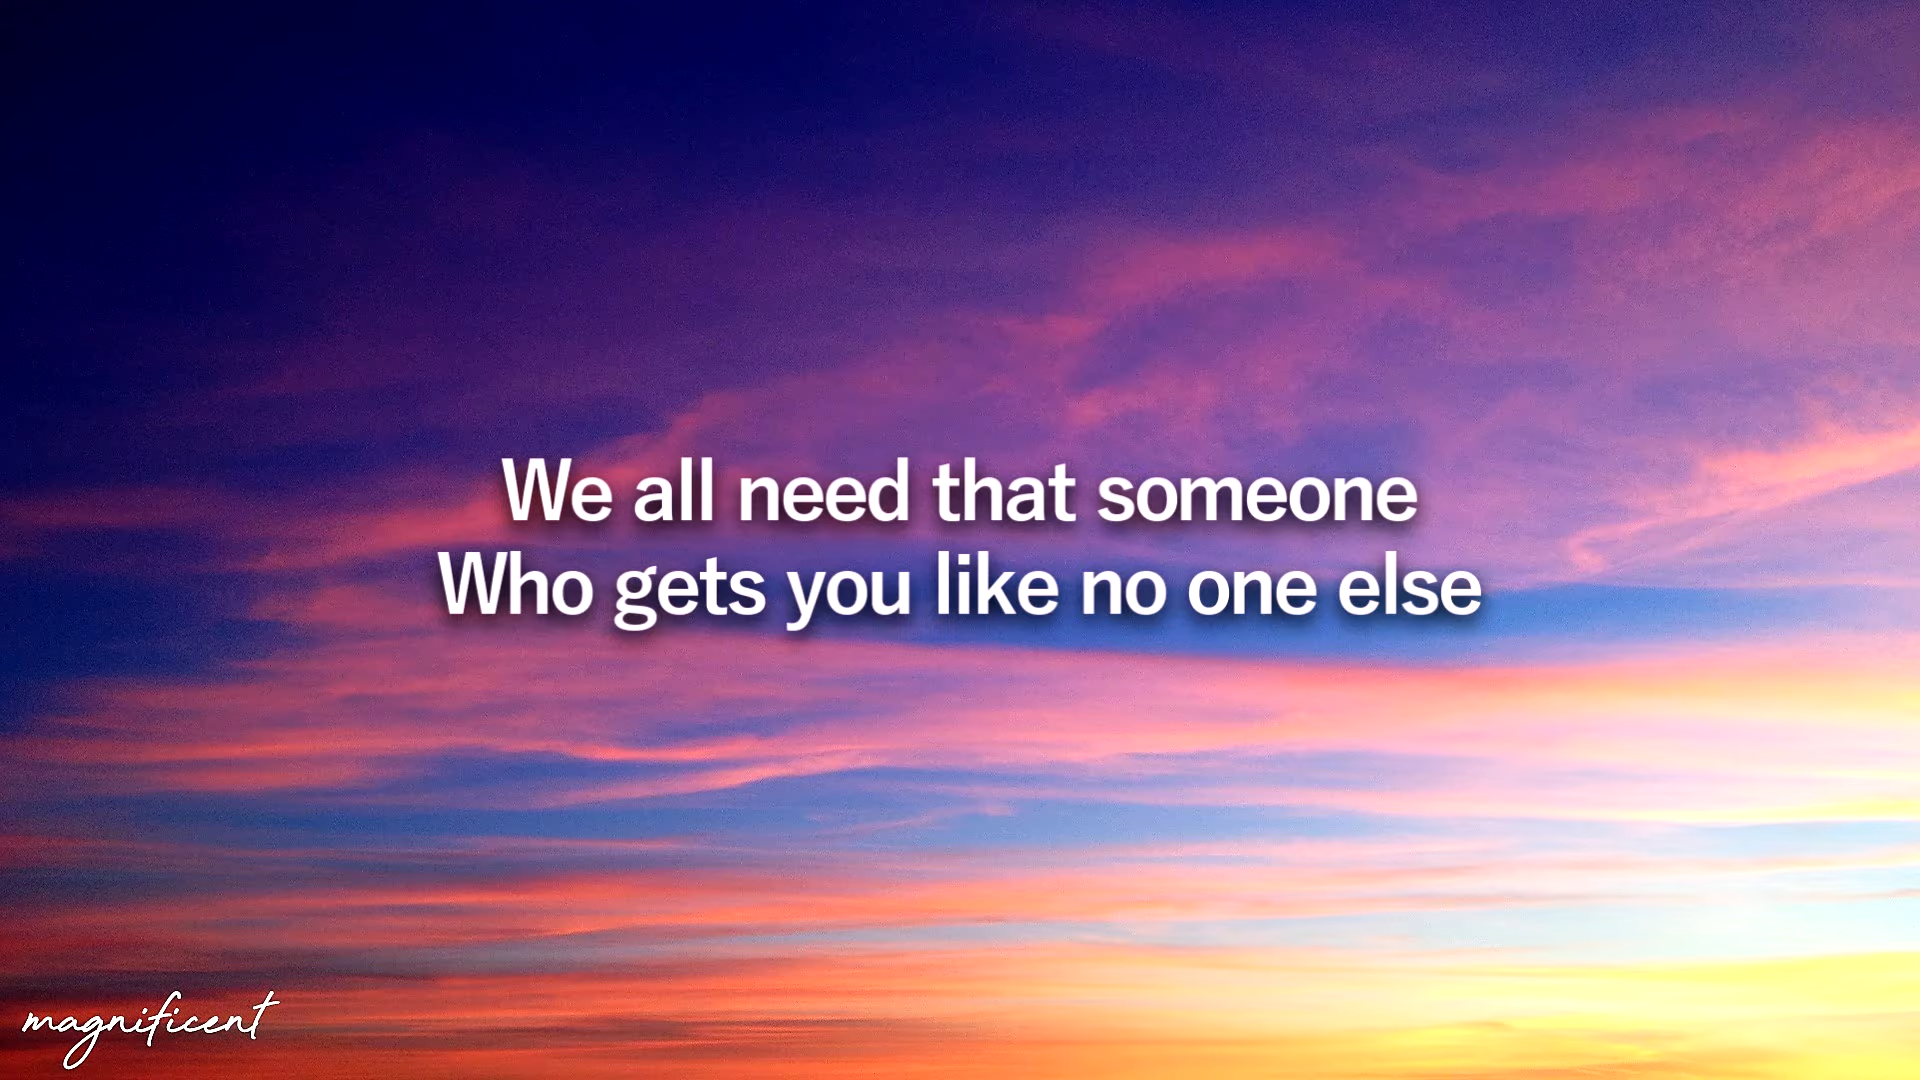 We all need that someone
Who gets you like no one else
magnificent